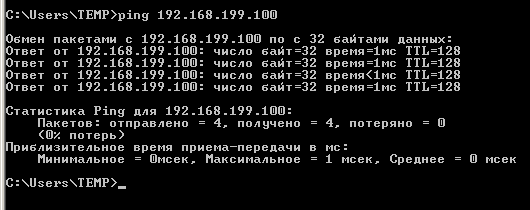 C:\Users\TEMP>ping 192.168.199.100
Обмен пакетами с 192.168.199.100 по с 32 байтами данных:
Ответ от 192.168.199.100: число байт=32 время=1мс TTL=128
Ответ от 192.168.199.100: число байт=32 время=1мс TTL=128
Ответ от 192.168.199.100: число байт=32 время<1мс TTL=128
Ответ от 192.168.199.100: число байт=32 время=1мс TTL=128
Статистика Ping для 192.168.199.100:
Пакетов: отправлено = 4, получено = 4, потеряно = 0
(0% потерь)
Приблизительное время приема-передачи в мс:
Минимальное = 0мсек, Максимальное = 1 мсек, Среднее = 0 мсек
C:\Users\TEMP>_